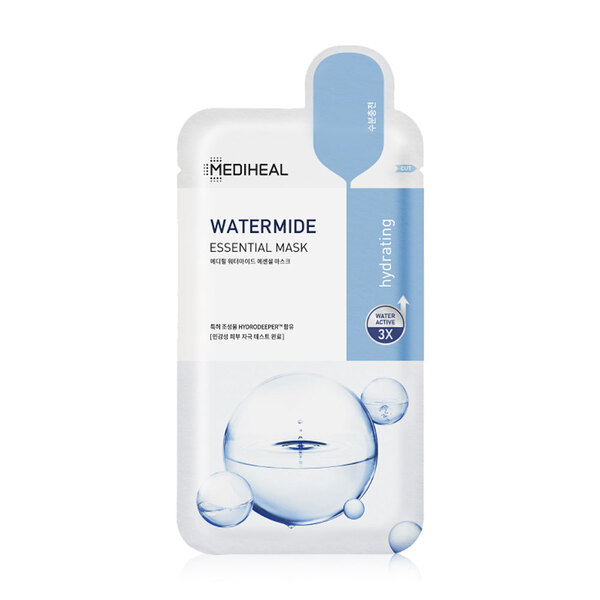 수분충전
CUT
MEDIHEAL
WATERMIDE
ESSENTIAL MASK
메디힐 워터마이드 에센셜 마스크
hydrating
WATER
ACTIVE
3X
특허 조성물 HYDRODEEPER™ 함유
[민감성 피부 자극 테스트 완료]